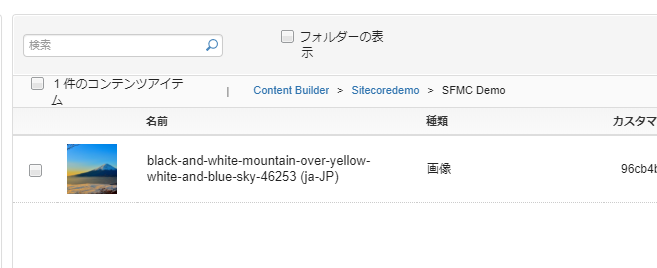 検索
フォルダーの表
示
1 件のコンテンツアイテ
ム
| Content Builder > Sitecoredemo > SFMC Demo
名前 種類 カスタマ
black-and-white-mountain-over-yellow-
white-and-blue-sky-46253 (ja-JP)
画像
96cb4b